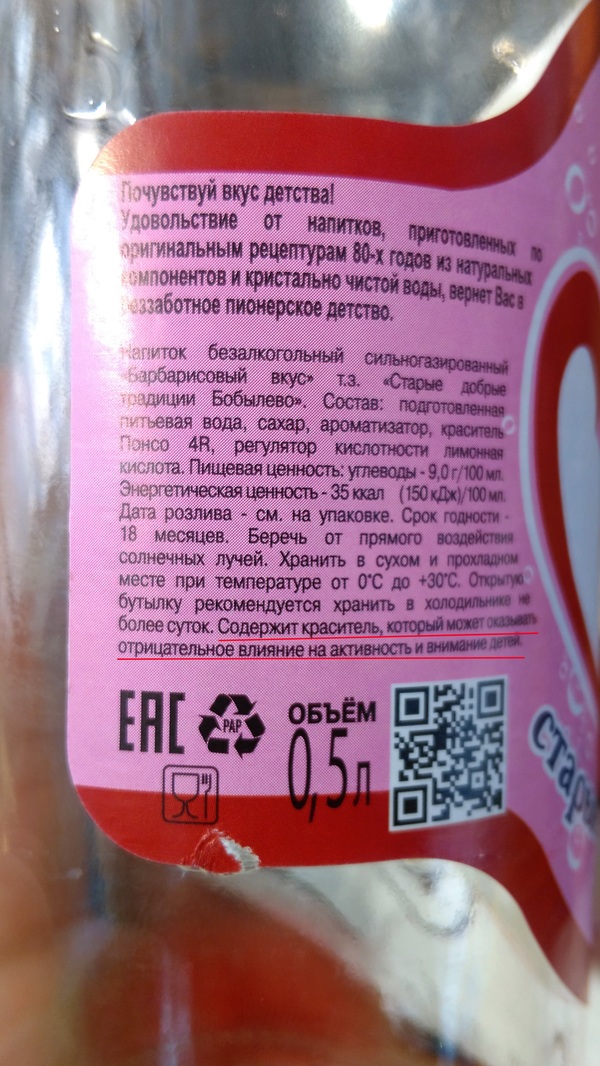 Почувствуй вкус детства!
Удовольствие от напитков, приготовленных по
оригинальным рецептурам 80-х годов из натуральных
компонентов и кристально чистой воды, вернет Вас в
беззаботное пионерское детство.
Напиток безалкогольный сильногазированный
«Барбарисовый вкус» т.з. «Старые добрые
традиции Бобылево». Состав: подготовленная
питьевая вода, сахар, ароматизатор, краситель
Понсо 4R, регулятор кислотности лимонная
кислота. Пищевая ценность: углеводы - 9,0 г/100 мл.
Энергетическая ценность - 35 ккал (150 кДж)/100 мл.
Дата розлива - см. на упаковке. Срок годности -
18 месяцев. Беречь от прямого воздействия
солнечных лучей. Хранить в сухом и прохладном
месте при температуре от 0°С до +30°С. Открытую
бутылку рекомендуется хранить в холодильнике не
более суток. Содержит краситель, который может оказывать
отрицательное влияние на активность и внимание детей.
ЕАС
PAP
ОБЪЁМ
0,5 л
стар